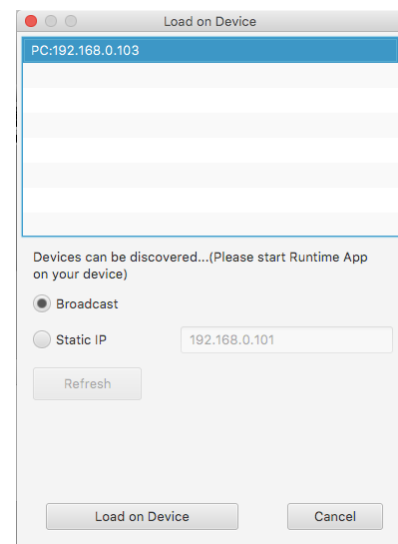 Load on Device
PC:192.168.0.103
Devices can be discovered...(Please start Runtime App
on your device)
Broadcast
Static IP
192.168.0.101
Refresh
Load on Device
Cancel